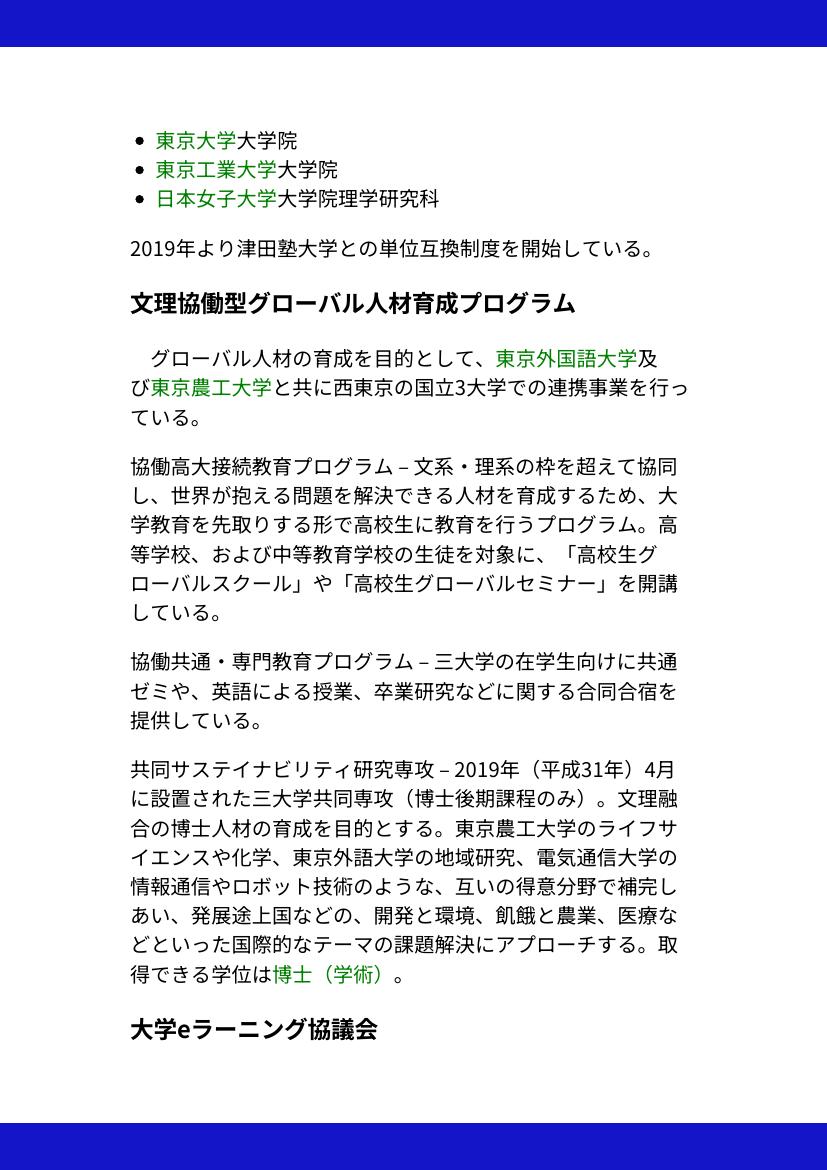 • 東京大学大学院
• 東京工業大学大学院
• 日本女子大学大学院理学研究科
2019年より津田塾大学との単位互換制度を開始している。
文理協働型グローバル人材育成プログラム
　グローバル人材の育成を目的として、東京外国語大学及
び東京農工大学と共に西東京の国立3大学での連携事業を行っ
ている。
協働高大接続教育プログラム – 文系・理系の枠を超えて協同
し、世界が抱える問題を解決できる人材を育成するため、大
学教育を先取りする形で高校生に教育を行うプログラム。高
等学校、および中等教育学校の生徒を対象に、「高校生グ
ローバルスクール」や「高校生グローバルセミナー」を開講
している。
協働共通・専門教育プログラム – 三大学の在学生向けに共通
ゼミや、英語による授業、卒業研究などに関する合同合宿を
提供している。
共同サステイナビリティ研究専攻 – 2019年（平成31年）4月
に設置された三大学共同専攻（博士後期課程のみ）。文理融
合の博士人材の育成を目的とする。東京農工大学のライフサ
イエンスや化学、東京外語大学の地域研究、電気通信大学の
情報通信やロボット技術のような、互いの得意分野で補完し
あい、発展途上国などの、開発と環境、飢餓と農業、医療な
どといった国際的なテーマの課題解決にアプローチする。取
得できる学位は博士（学術）。
大学eラーニング協議会